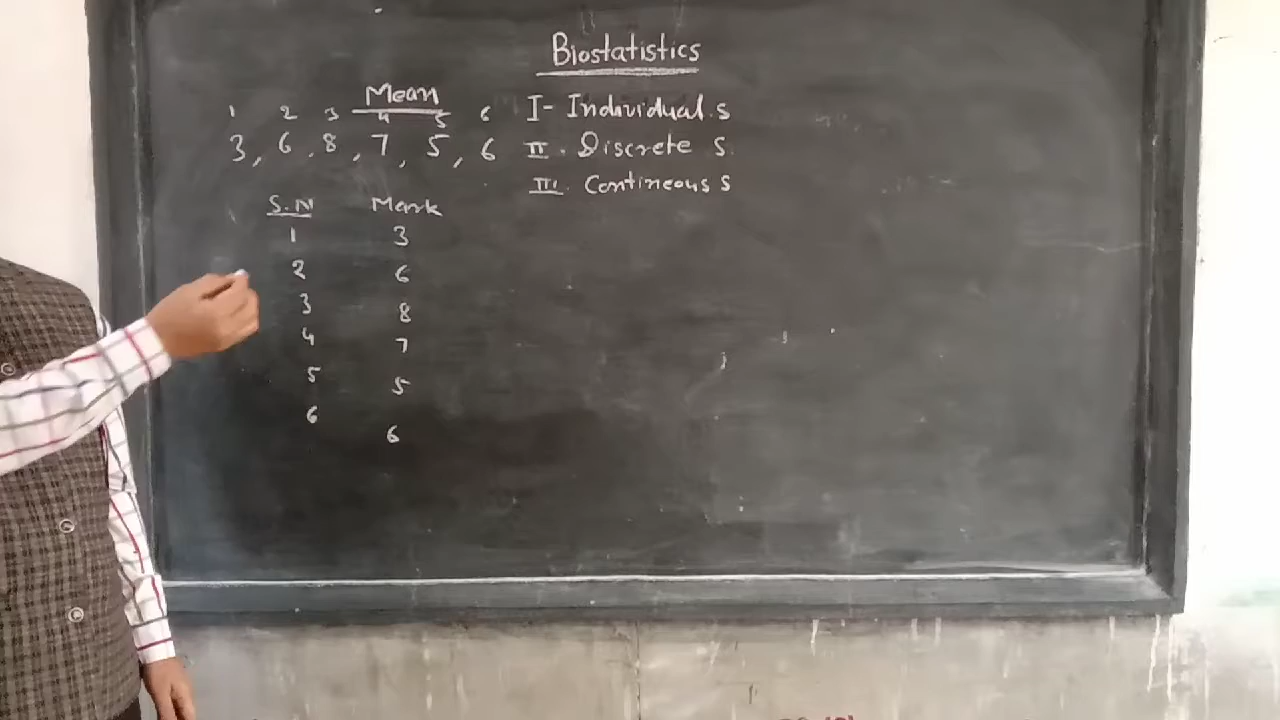 Biostatistics
Mean
1 2 3 4 5 6
3, 6, 8, 7, 5, 6
I- Individual.s
II. Discrete s.
III. Contineous s
S.N Mark
1 3
2 6
3 8
4 7
5 5
6 6